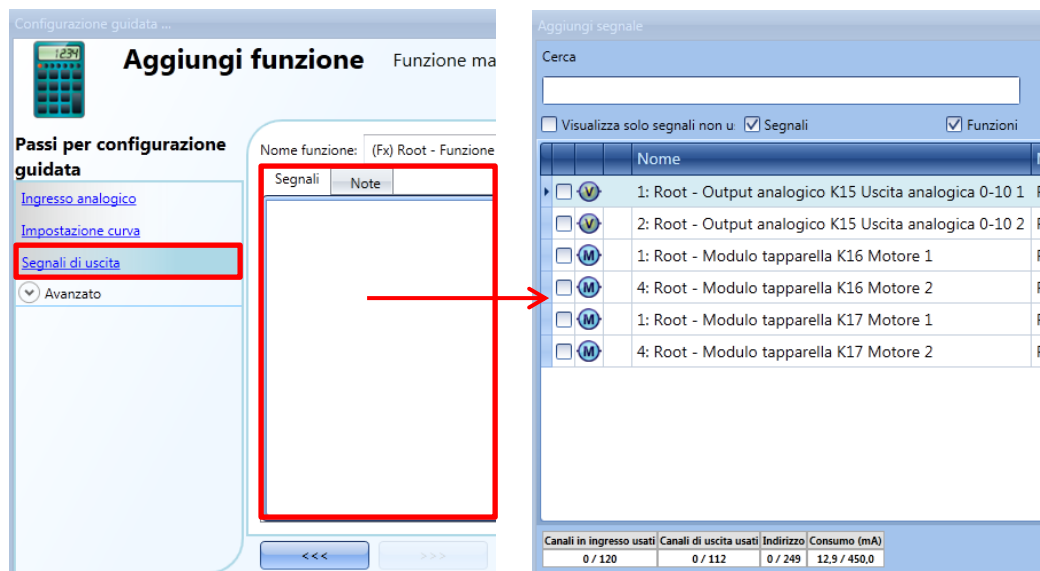 Configurazione guidata ...
1234
Aggiungi funzione Funzione ma
Passi per configurazione
guidata
Ingresso analogico
Impostazione curva
Segnali di uscita
Avanzato
Nome funzione: (Fx) Root - Funzione
Segnali Note
<<< >>>
Aggiungi segnale
Cerca
Visualizza solo segnali non u: Segnali Funzioni
Nome
1: Root - Output analogico K15 Uscita analogica 0-10 1
2: Root - Output analogico K15 Uscita analogica 0-10 2
1: Root - Modulo tapparella K16 Motore 1
4: Root - Modulo tapparella K16 Motore 2
1: Root - Modulo tapparella K17 Motore 1
4: Root - Modulo tapparella K17 Motore 2
Canali in ingresso usati Canali di uscita usati Indirizzo Consumo (mA)
0 / 120 0 / 112 0 / 249 12,9 / 450,0